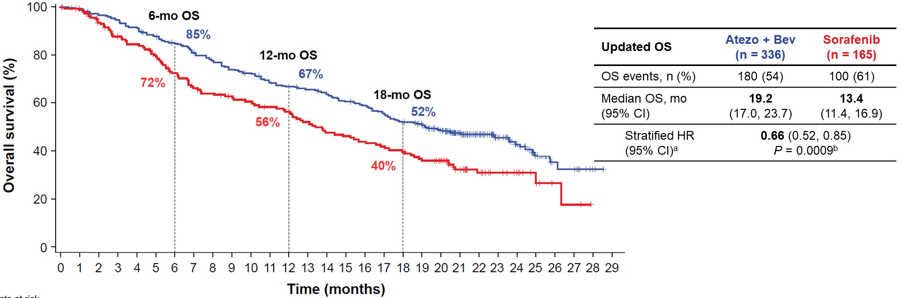 100
80
60
40
20
0
Overall survival (%)
6-mo OS
85%
72%
12-mo OS
67%
56%
18-mo OS
52%
40%
0 1 2 3 4 5 6 7 8 9 10 11 12 13 14 15 16 17 18 19 20 21 22 23 24 25 26 27 28 29
Time (months)
Updated OS Atezo + Bev (n = 336) Sorafenib (n = 165)
OS events, n (%) 180 (54) 100 (61)
Median OS, mo (95% CI) 19.2 (17.0, 23.7) 13.4 (11.4, 16.9)
Stratified HR (95% CI)ᵃ 0.66 (0.52, 0.85)
P = 0.0009ᵇ